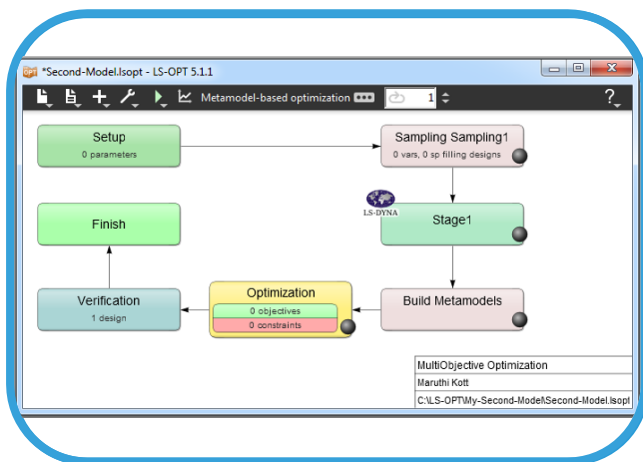 OPT *Second-Model.lsopt - LS-OPT 5.1.1
Metamodel-based optimization 1 ?
Setup
0 parameters
Sampling Sampling1
0 vars, 0 sp filling designs
LS-DYNA
Stage1
Finish
Build Metamodels
Optimization
0 objectives
0 constraints
Verification
1 design
MultiObjective Optimization
Maruthi Kott
C:\LS-OPT\My-Second-Model\Second-Model.lsopt